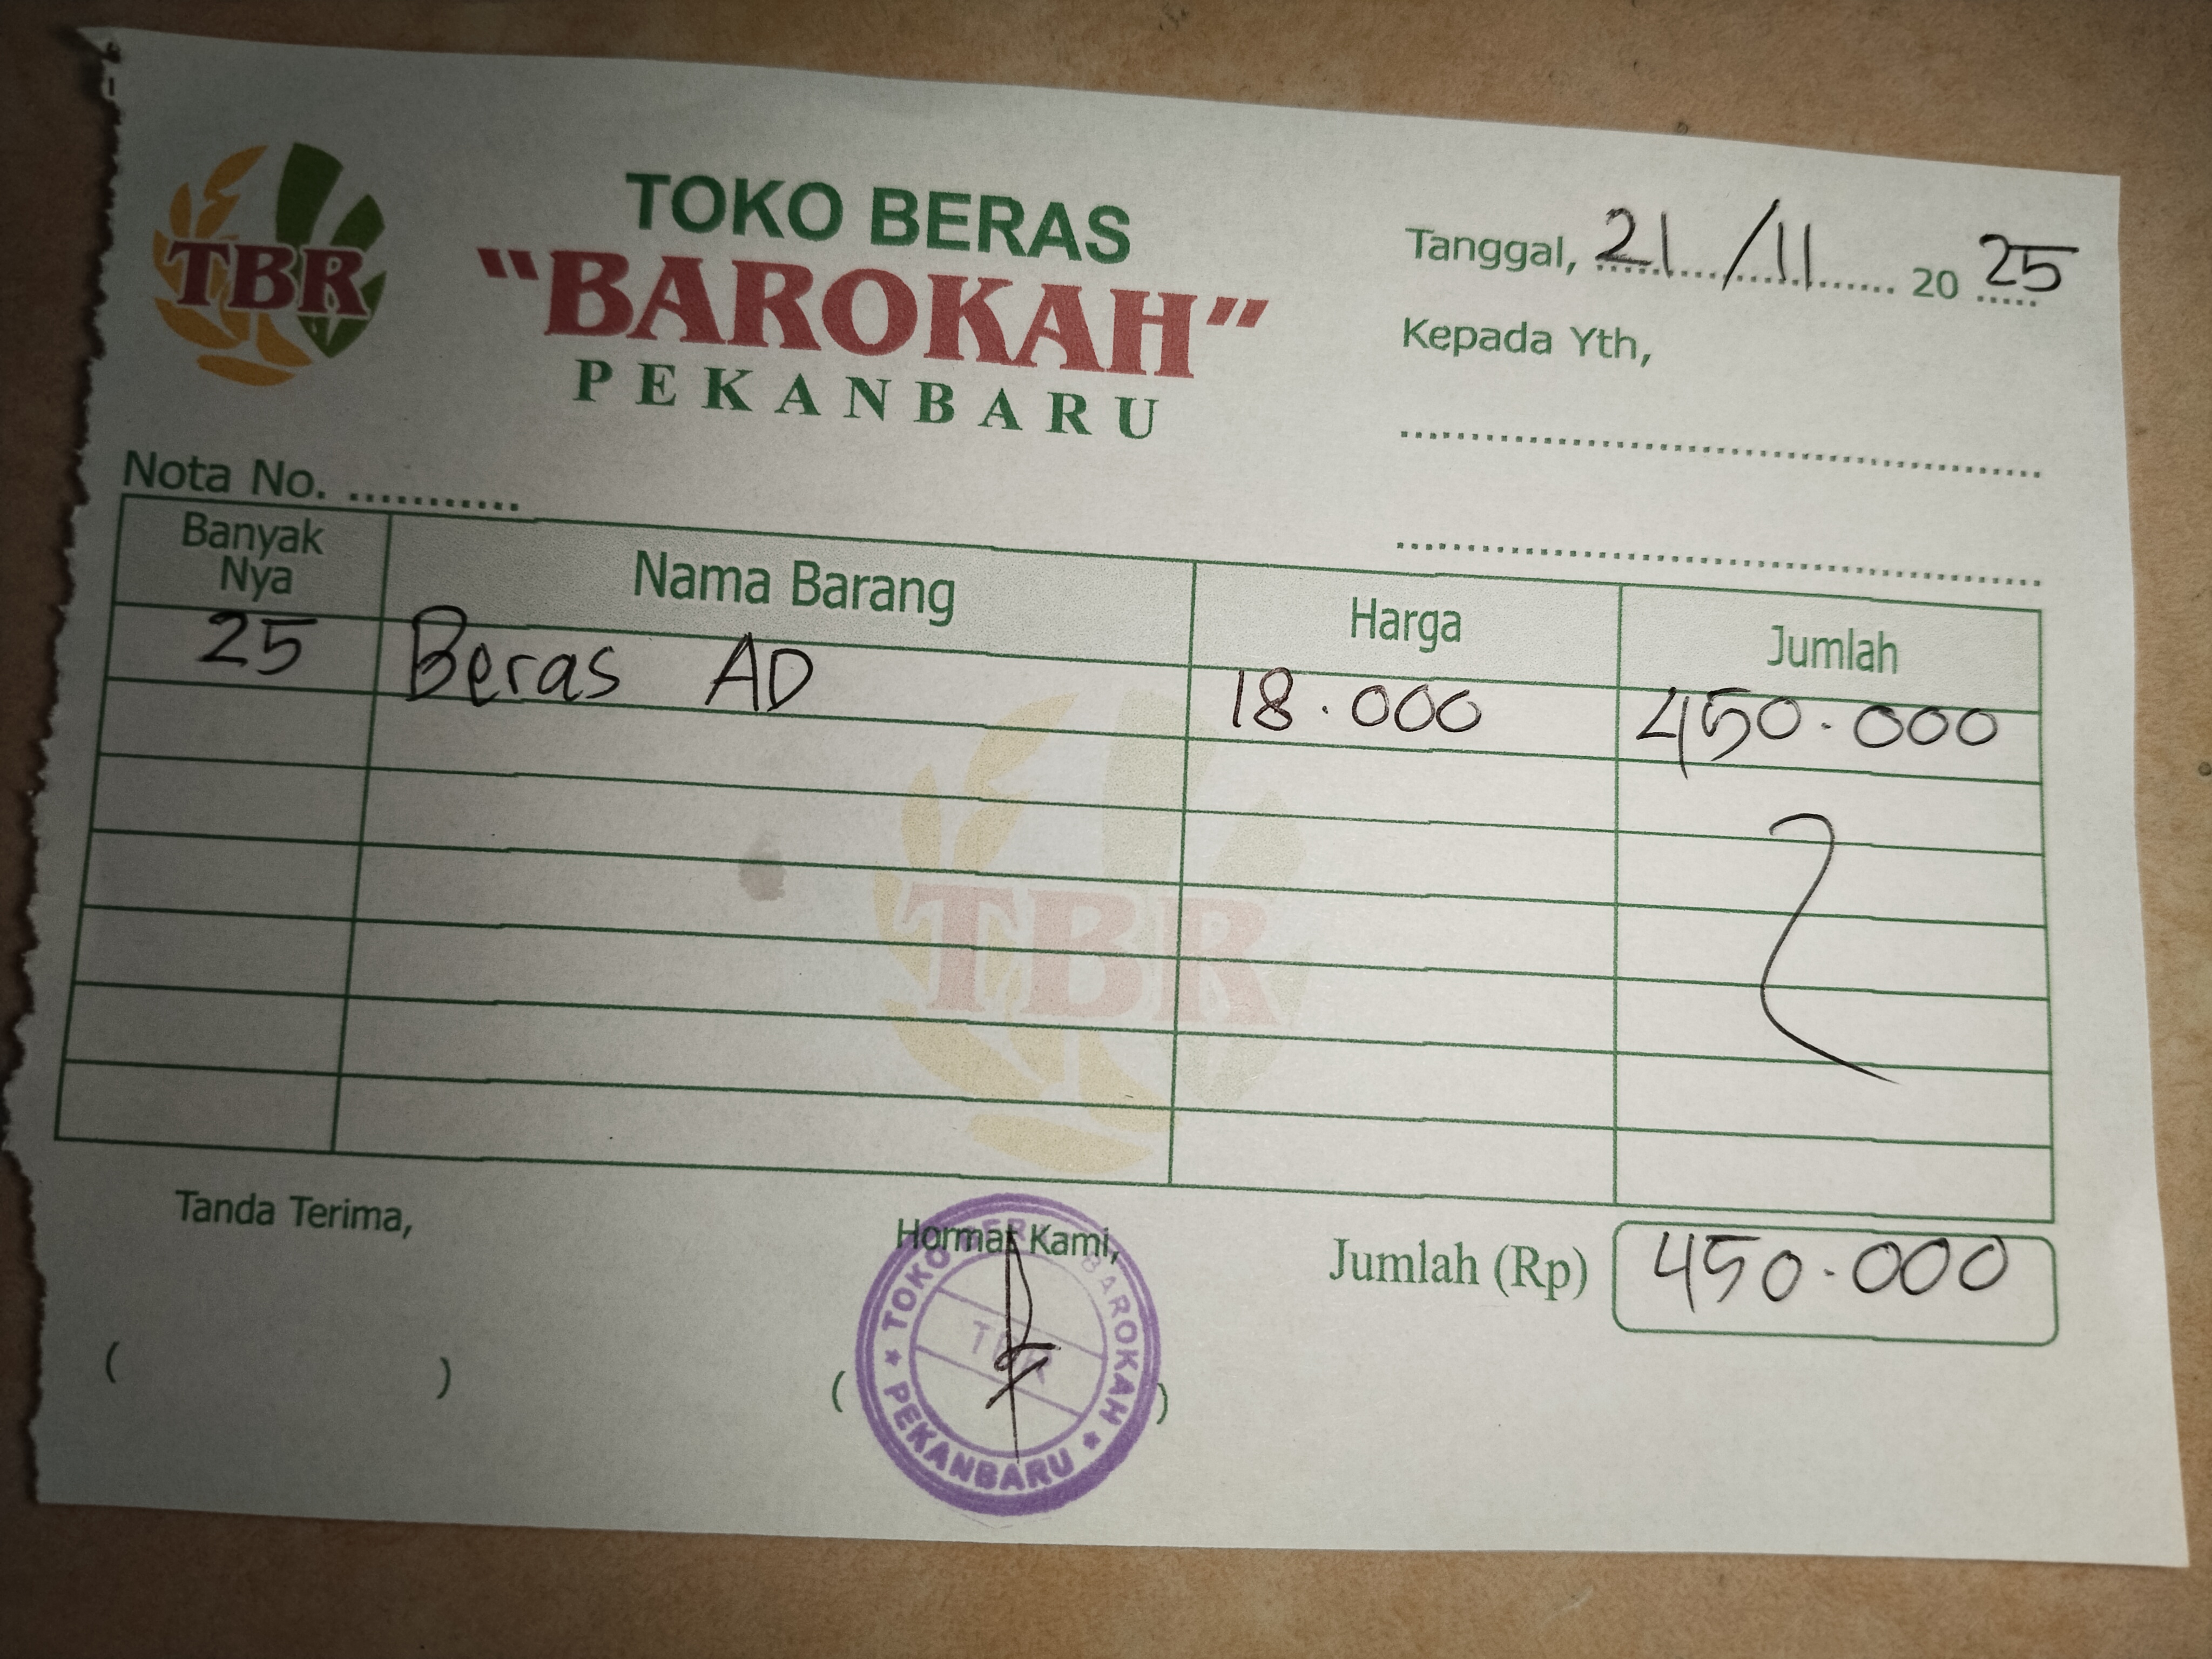 TBR
TOKO BERAS
"BAROKAH"
PEKANBARU
Tanggal, 21 / 11 20 25
Kepada Yth,
Nota No. ...........
Banyak Nya Nama Barang Harga Jumlah
25 Beras AD 18.000 450.000
TBR
Tanda Terima,
Hormat Kami,
Jumlah (Rp) 450.000
( )
( )
TOKO BERAS BAROKAH
TBR
★ PEKANBARU ★